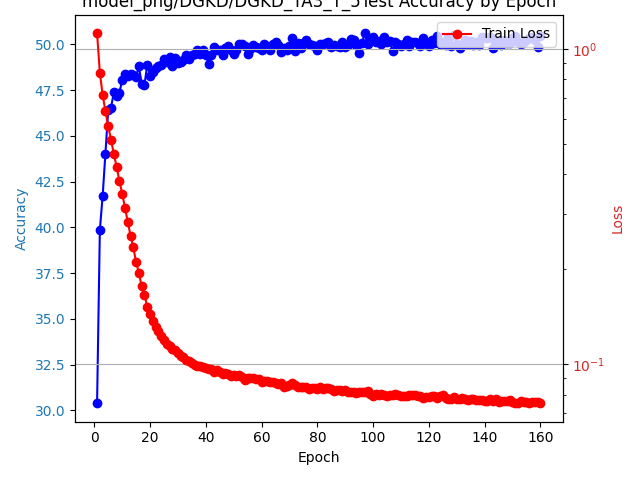 model_png/DGKD/DGKD_TA3_T_5Test Accuracy by Epoch
Train Loss
50.0
47.5
45.0
42.5
40.0
37.5
35.0
32.5
30.0
Accuracy
10⁰
10⁻¹
Loss
0 20 40 60 80 100 120 140 160
Epoch